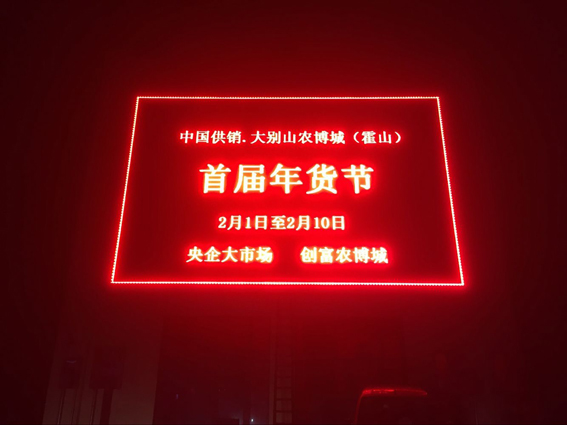 中国供销.大别山农博城（霍山）
首届年货节
2月1日至2月10日
央企大市场 创富农博城